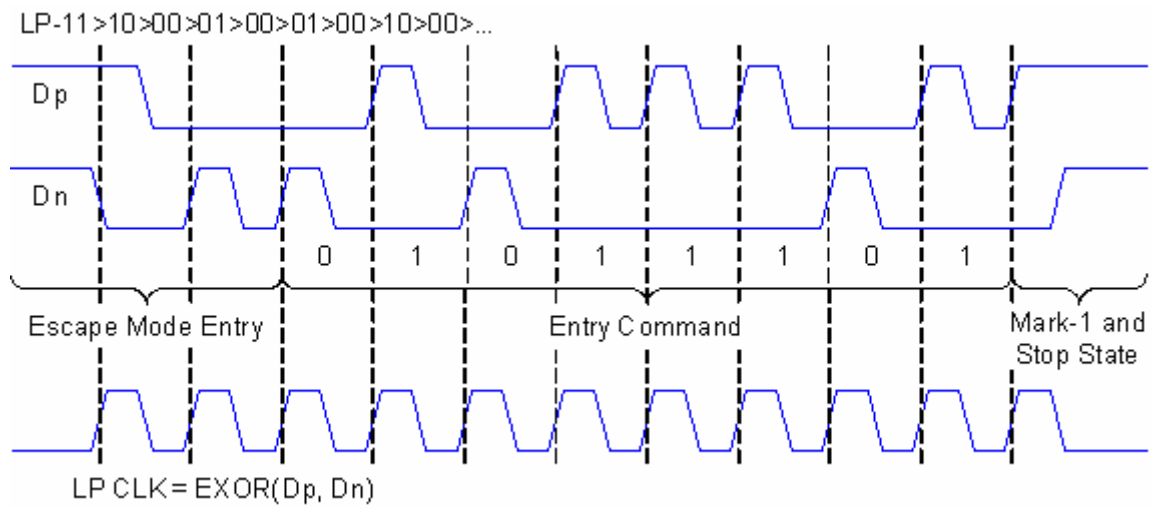 LP-11>10>00>01>00>01>00>10>00>...
Dp
Dn
0 1 0 1 1 1 0 1
Escape Mode Entry
Entry Command
Mark-1 and
Stop State
LP CLK = EXOR(Dp, Dn)